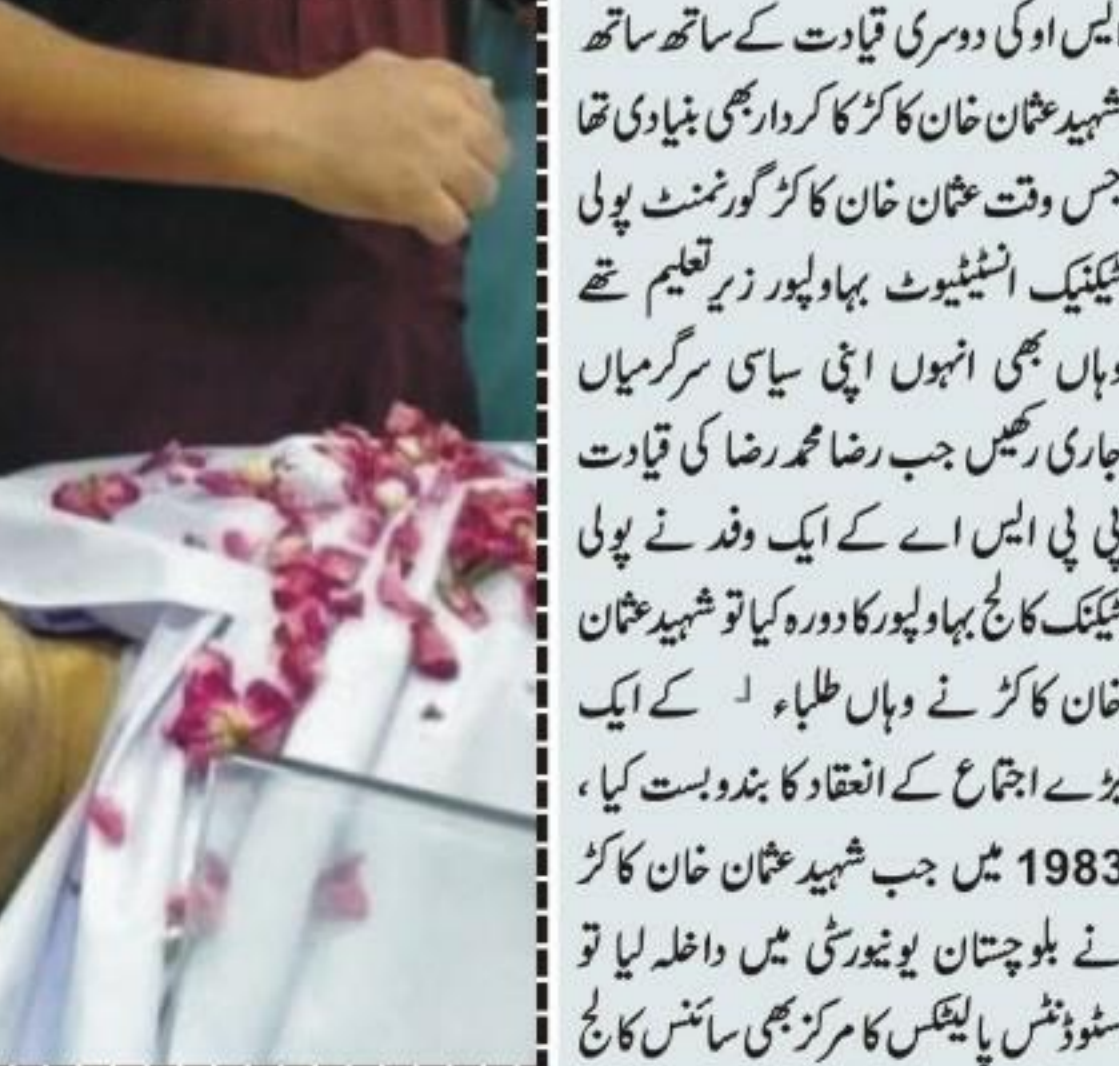 ایس او کی دوسری قیادت کے ساتھ ساتھ
شہید عثمان خان کاکڑ کا کردار بھی بنیادی تھا
جس وقت عثمان خان کاکڑ گورنمنٹ پولی
ٹیکنیک انسٹیٹیوٹ بہاولپور زیر تعلیم تھے
وہاں بھی انہوں اپنی سیاسی سرگرمیاں
جاری رکھیں جب رضا محمد رضا کی قیادت
پی پی ایس اے کے ایک وفد نے پولی
ٹیکنک کالج بہاولپور کا دورہ کیا تو شہید عثمان
خان کاکڑ نے وہاں طلباء ل کے ایک
بڑے اجتماع کے انعقاد کا بندوبست کیا ،
1983 میں جب شہید عثمان خان کاکڑ
نے بلوچستان یونیورسٹی میں داخلہ لیا تو
سٹوڈنٹس پالیٹکس کا مرکز بھی سائنس کالج